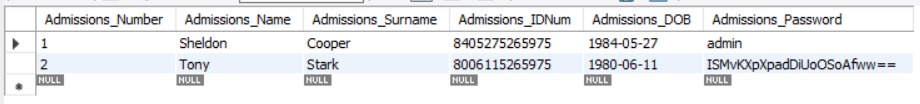 Admissions_Number Admissions_Name Admissions_Surname Admissions_IDNum Admissions_DOB Admissions_Password
1 Sheldon Cooper 8405275265975 1984-05-27 admin
2 Tony Stark 8006115265975 1980-06-11 ISMvKXpXpadDiUoOSoAfww==
NULL NULL NULL NULL NULL NULL